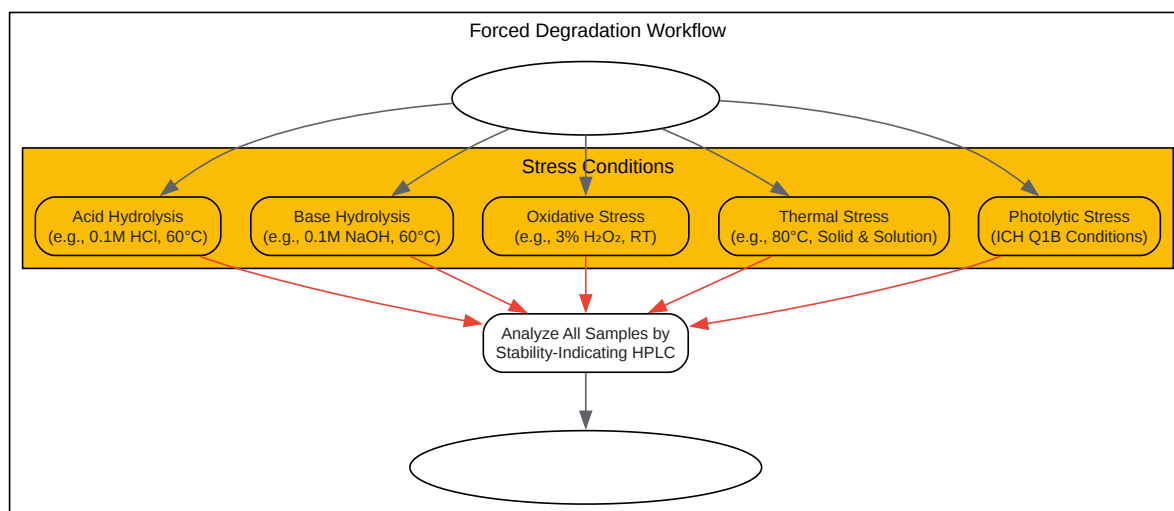 Forced Degradation Workflow
Stress Conditions
Acid Hydrolysis
(e.g., 0.1M HCl, 60°C)
Base Hydrolysis
(e.g., 0.1M NaOH, 60°C)
Oxidative Stress
(e.g., 3% H₂O₂, RT)
Thermal Stress
(e.g., 80°C, Solid & Solution)
Photolytic Stress
(ICH Q1B Conditions)
Analyze All Samples by
Stability-Indicating HPLC